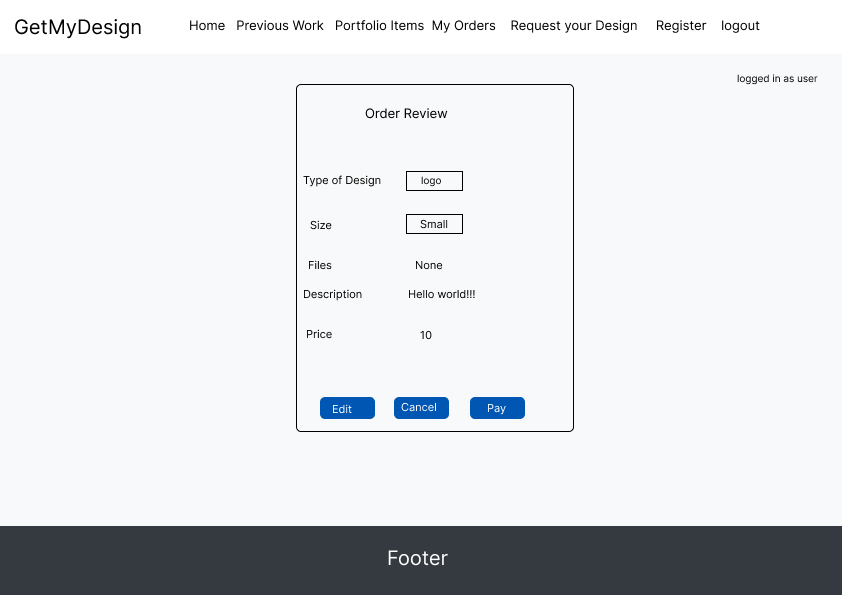 GetMyDesign Home Previous Work Portfolio Items My Orders Request your Design Register logout
logged in as user
Order Review
Type of Design logo
Size Small
Files None
Description Hello world!!!
Price 10
Edit Cancel Pay
Footer